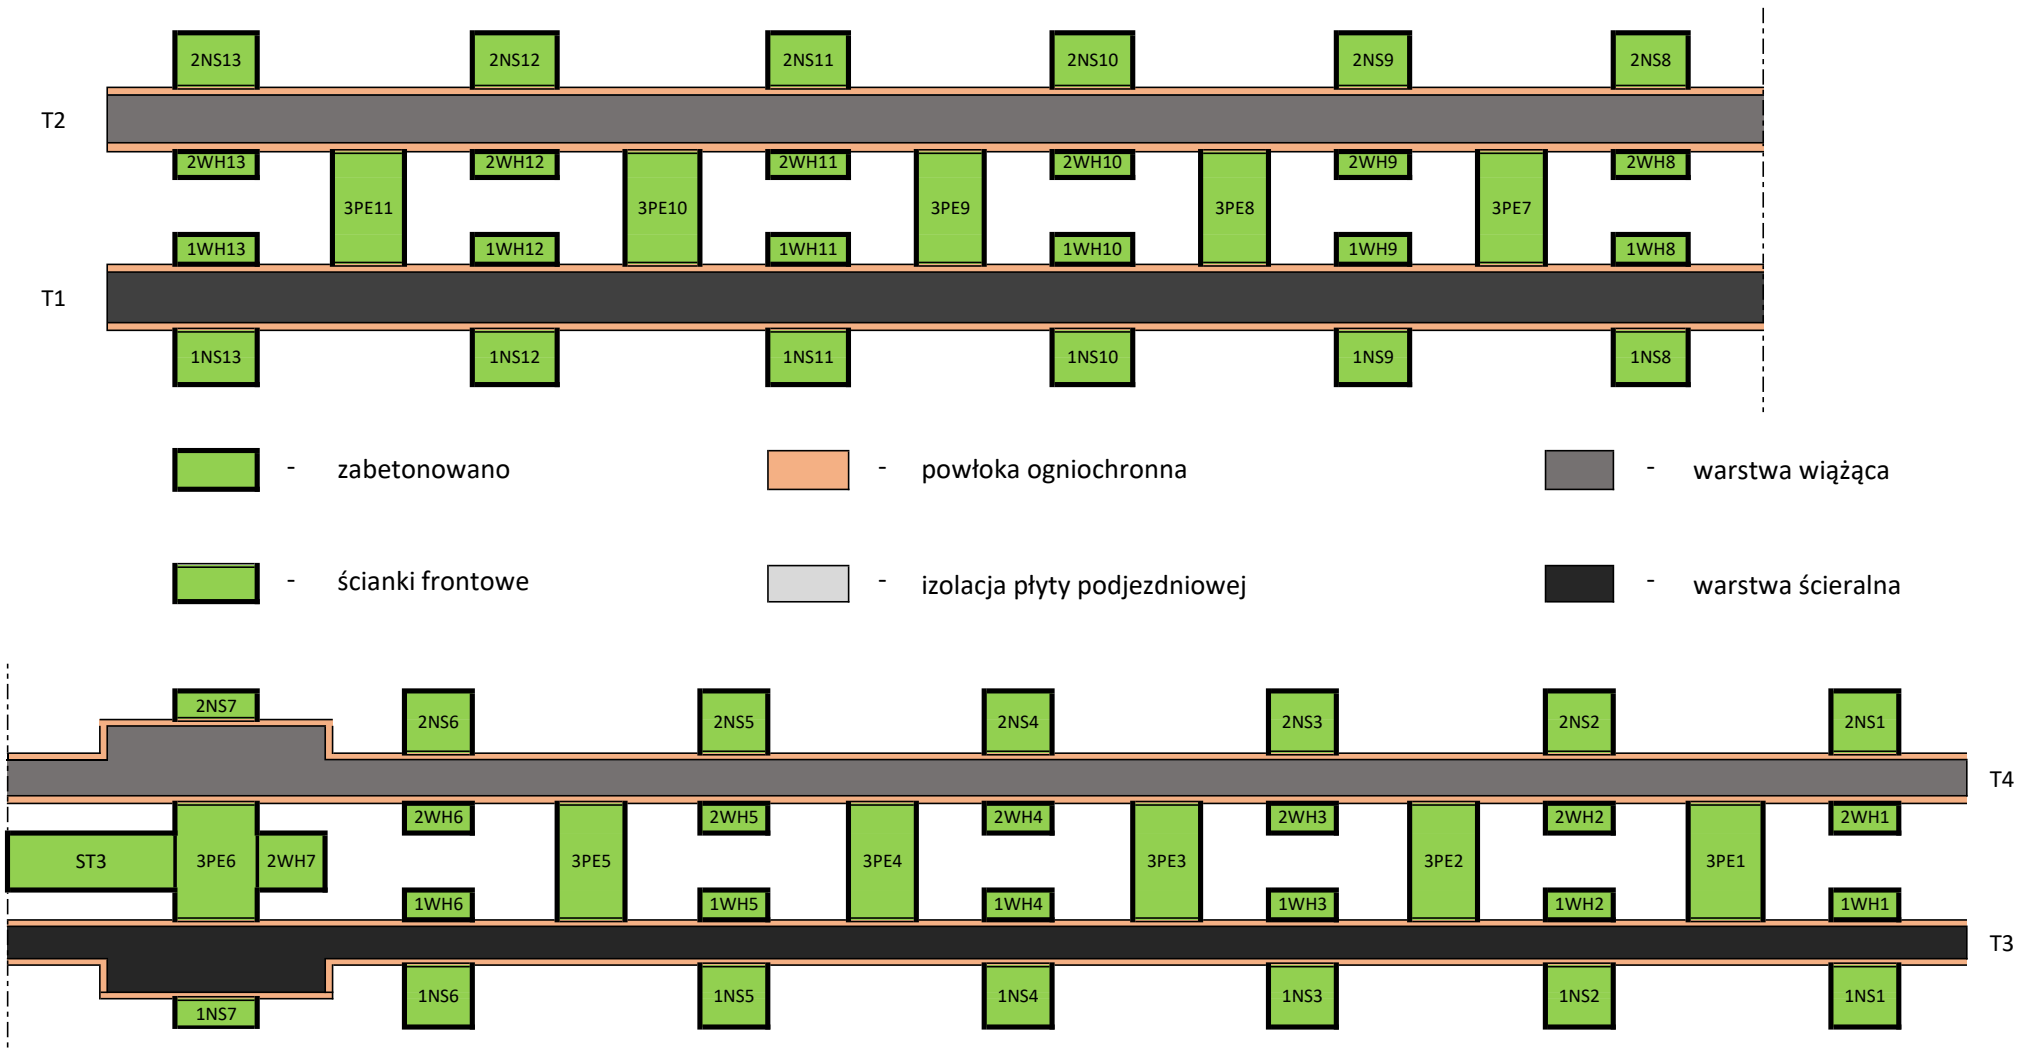 2NS13 2NS12 2NS11 2NS10 2NS9 2NS8
T2
2WH13 2WH12 2WH11 2WH10 2WH9 2WH8
3PE11 3PE10 3PE9 3PE8 3PE7
1WH13 1WH12 1WH11 1WH10 1WH9 1WH8
T1
1NS13 1NS12 1NS11 1NS10 1NS9 1NS8
- zabetonowano - powłoka ogniochronna - warstwa wiążąca
- ścianki frontowe - izolacja płyty podjezdniowej - warstwa ścieralna
2NS7 2NS6 2NS5 2NS4 2NS3 2NS2 2NS1
T4
2WH6 2WH5 2WH4 2WH3 2WH2 2WH1
ST3 3PE6 2WH7 3PE5 3PE4 3PE3 3PE2 3PE1
1WH6 1WH5 1WH4 1WH3 1WH2 1WH1
T3
1NS7 1NS6 1NS5 1NS4 1NS3 1NS2 1NS1